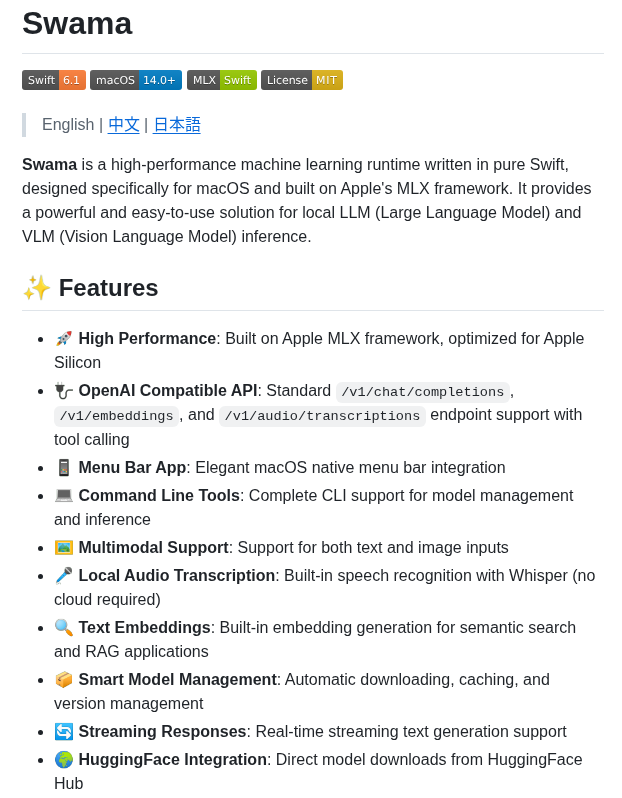 Swama
Swift 6.1 macOS 14.0+ MLX Swift License MIT
English | 中文 | 日本語
Swama is a high-performance machine learning runtime written in pure Swift,
designed specifically for macOS and built on Apple's MLX framework. It provides
a powerful and easy-to-use solution for local LLM (Large Language Model) and
VLM (Vision Language Model) inference.
✨ Features
• 🚀 High Performance: Built on Apple MLX framework, optimized for Apple
Silicon
• 🔌 OpenAI Compatible API: Standard /v1/chat/completions,
/v1/embeddings, and /v1/audio/transcriptions endpoint support with
tool calling
• 📱 Menu Bar App: Elegant macOS native menu bar integration
• 💻 Command Line Tools: Complete CLI support for model management
and inference
• 🖼️ Multimodal Support: Support for both text and image inputs
• 🎤 Local Audio Transcription: Built-in speech recognition with Whisper (no
cloud required)
• 🔍 Text Embeddings: Built-in embedding generation for semantic search
and RAG applications
• 📦 Smart Model Management: Automatic downloading, caching, and
version management
• 🔄 Streaming Responses: Real-time streaming text generation support
• 🌍 HuggingFace Integration: Direct model downloads from HuggingFace
Hub